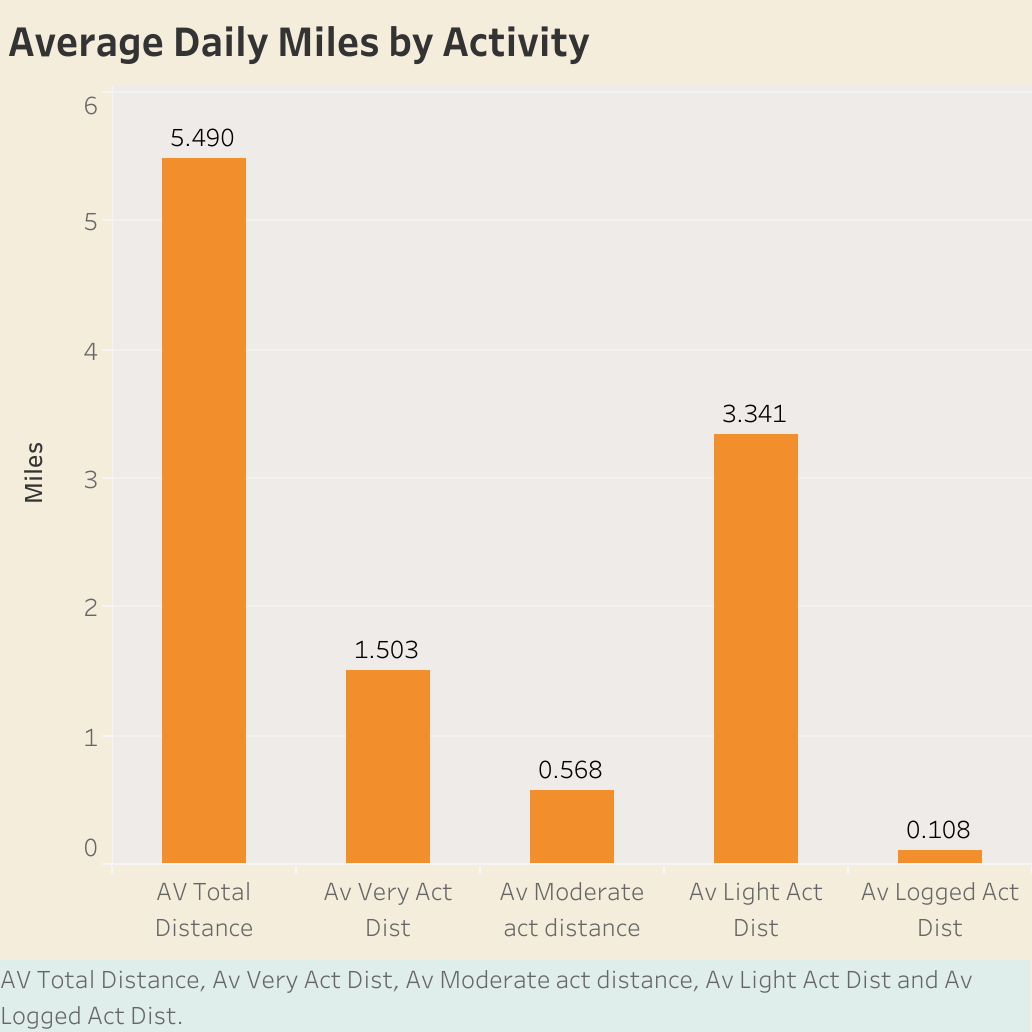 Average Daily Miles by Activity
6
5
4
3
2
1
0
Miles
5.490
1.503
0.568
3.341
0.108
AV Total
Distance
Av Very Act
Dist
Av Moderate
act distance
Av Light Act
Dist
Av Logged Act
Dist
AV Total Distance, Av Very Act Dist, Av Moderate act distance, Av Light Act Dist and Av
Logged Act Dist.